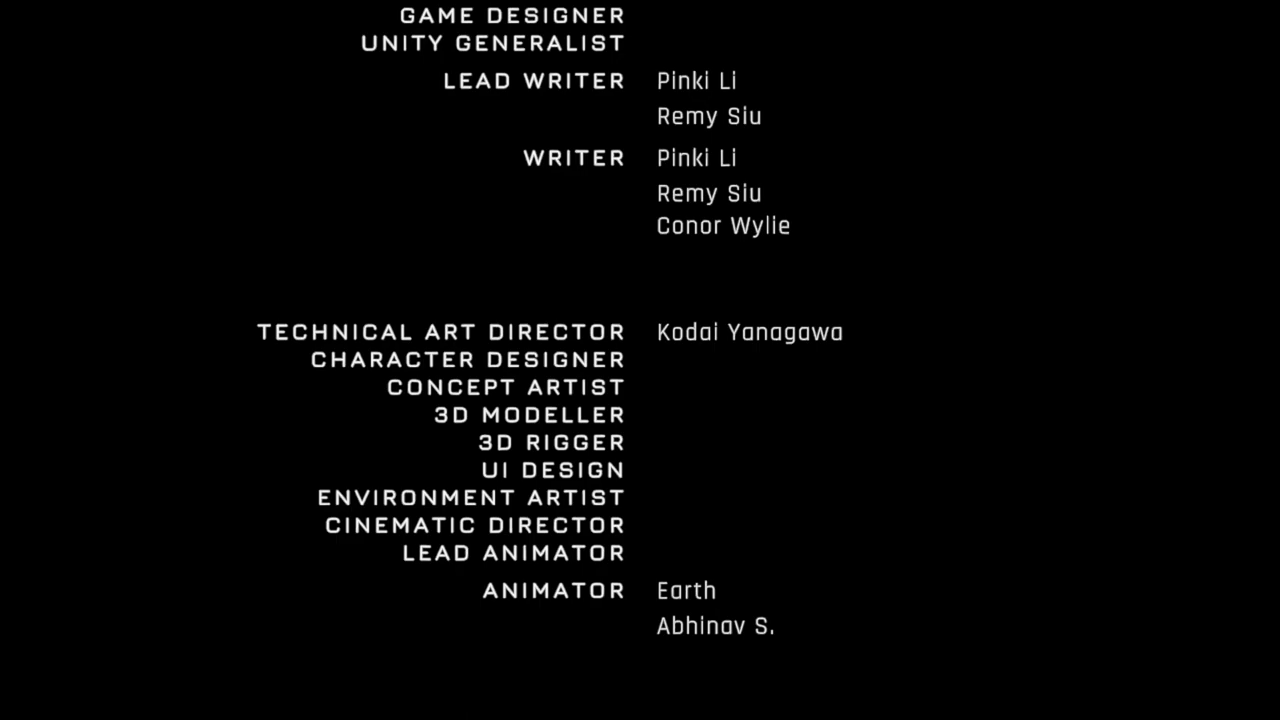 GAME DESIGNER
UNITY GENERALIST
LEAD WRITER Pinki Li
Remy Siu
WRITER Pinki Li
Remy Siu
Conor Wylie
TECHNICAL ART DIRECTOR Kodai Yanagawa
CHARACTER DESIGNER
CONCEPT ARTIST
3D MODELLER
3D RIGGER
UI DESIGN
ENVIRONMENT ARTIST
CINEMATIC DIRECTOR
LEAD ANIMATOR
ANIMATOR Earth
Abhinav S.